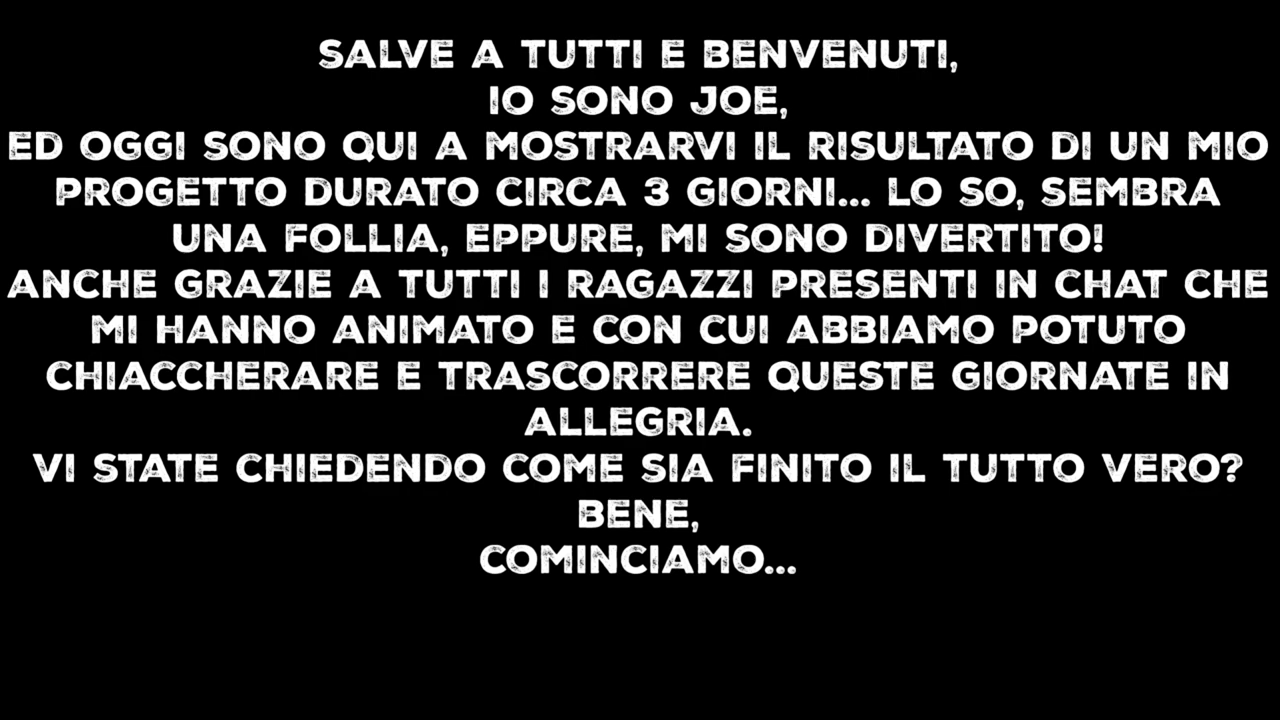 SALVE A TUTTI E BENVENUTI,
IO SONO JOE,
ED OGGI SONO QUI A MOSTRARVI IL RISULTATO DI UN MIO
PROGETTO DURATO CIRCA 3 GIORNI... LO SO, SEMBRA
UNA FOLLIA, EPPURE, MI SONO DIVERTITO!
ANCHE GRAZIE A TUTTI I RAGAZZI PRESENTI IN CHAT CHE
MI HANNO ANIMATO E CON CUI ABBIAMO POTUTO
CHIACCHERARE E TRASCORRERE QUESTE GIORNATE IN
ALLEGRIA.
VI STATE CHIEDENDO COME SIA FINITO IL TUTTO VERO?
BENE,
COMINCIAMO...